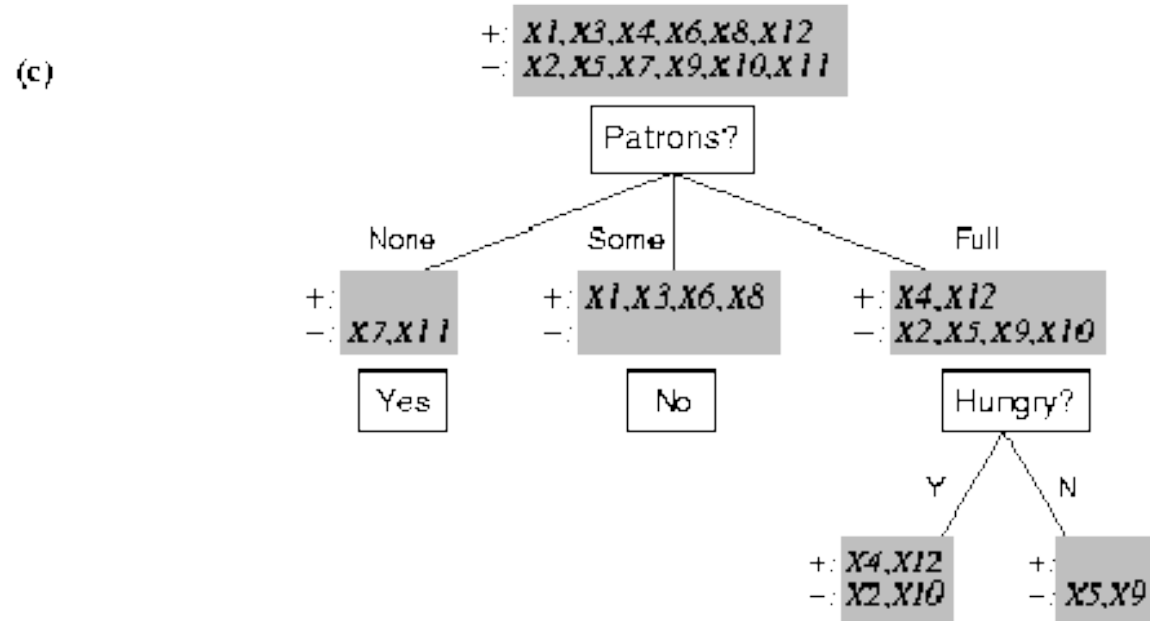 (c)
+: X1,X3,X4,X6,X8,X12
−: X2,X5,X7,X9,X10,X11
Patrons?
None Some Full
+: +: X1,X3,X6,X8 +: X4,X12
−: X7,X11 −: −: X2,X5,X9,X10
Yes No Hungry?
Y N
+: X4,X12 +:
−: X2,X10 −: X5,X9